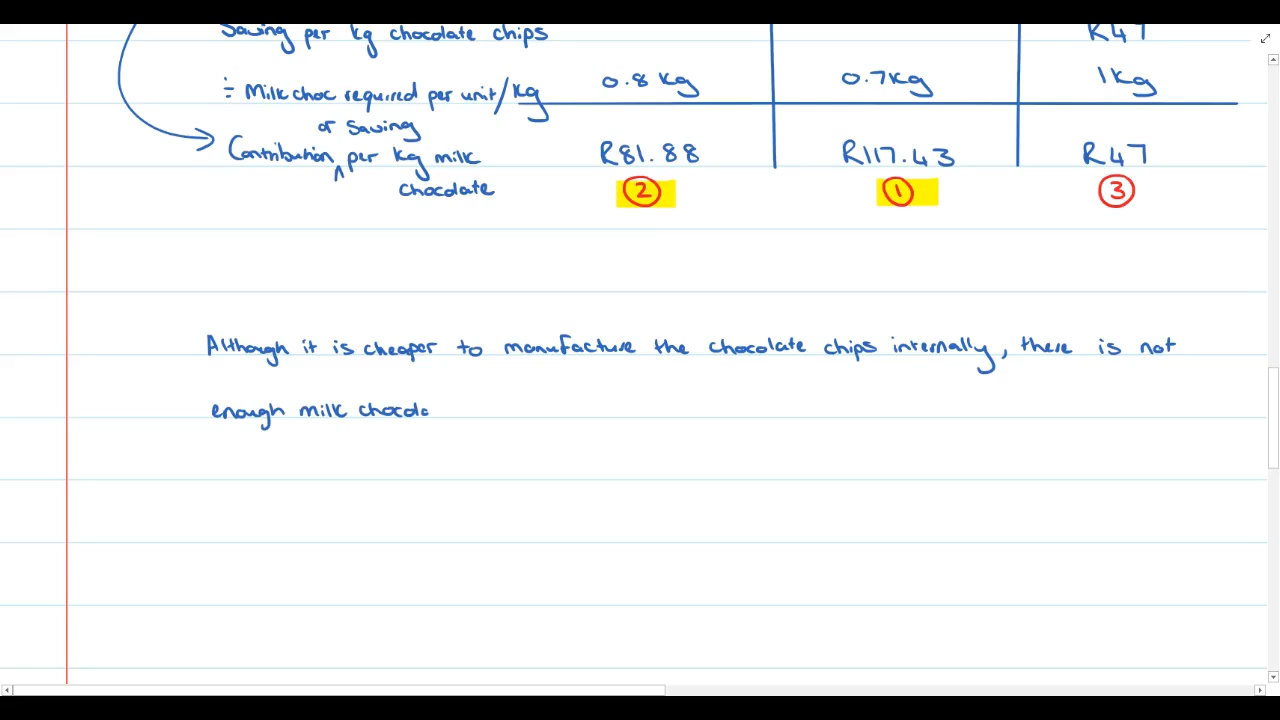 Saving per kg chocolate chips R47
÷ Milk choc required per unit/kg 0.8 kg 0.7kg 1kg
or saving
Contribution ^ per kg milk R81.88 R117.43 R47
chocolate
2 1 3
Although it is cheaper to manufacture the chocolate chips internally, there is not
enough milk chocola